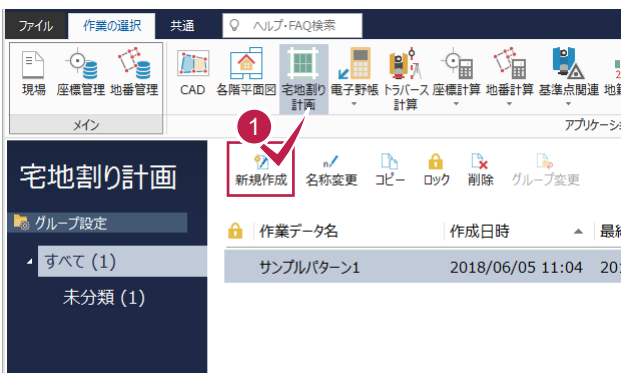 ファイル 作業の選択 共通 ヘルプ・FAQ検索
現場 座標管理 地番管理 CAD 各階平面図 宅地割り計画 電子野帳 トラバース計算 座標計算 地番計算 基準点関連
メイン アプリケーシ
1
宅地割り計画
新規作成 名称変更 コピー ロック 削除 グループ変更
グループ設定
作業データ名 作成日時
すべて (1)
サンプルパターン1 2018/06/05 11:04 201
未分類 (1)